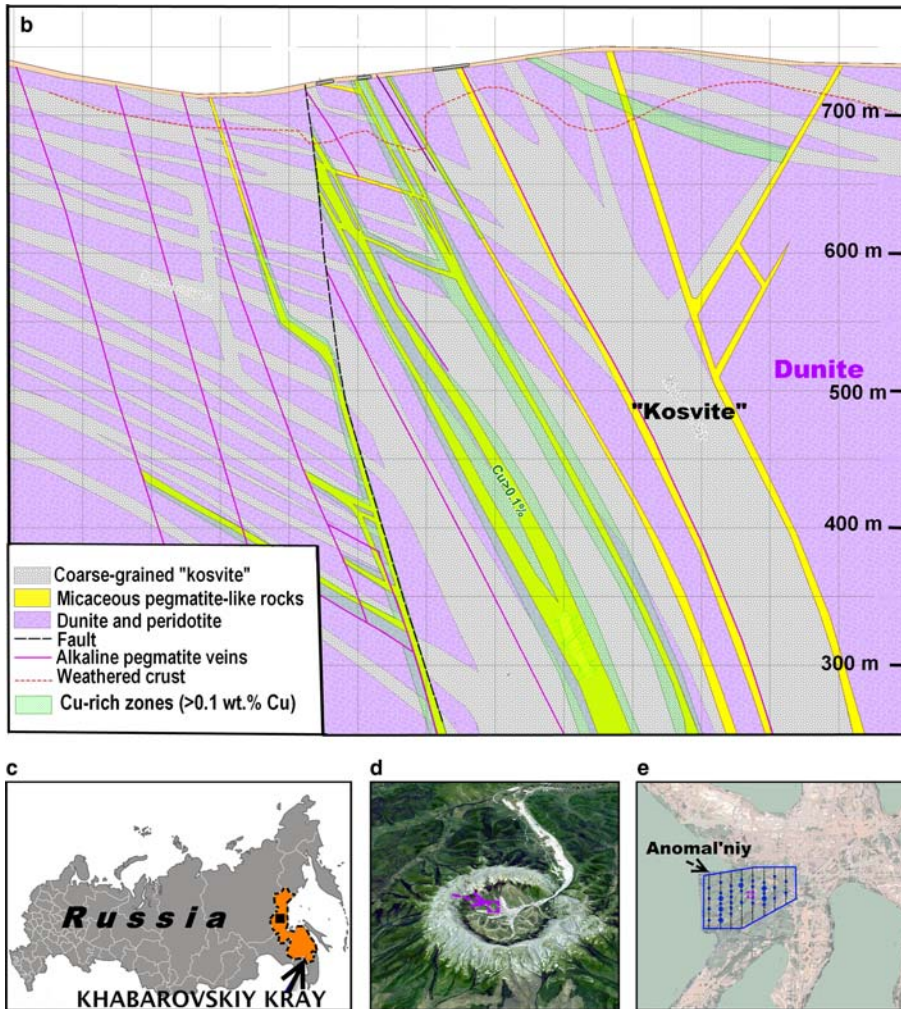 b
700 m
600 m
Dunite
500 m
"Kosvite"
Cu≥0.1%
400 m
300 m
Coarse-grained "kosvite"
Micaceous pegmatite-like rocks
Dunite and peridotite
Fault
Alkaline pegmatite veins
Weathered crust
Cu-rich zones (>0.1 wt.% Cu)
c
d
e
Russia
KHABAROVSKIY KRAY
Anomal'niy